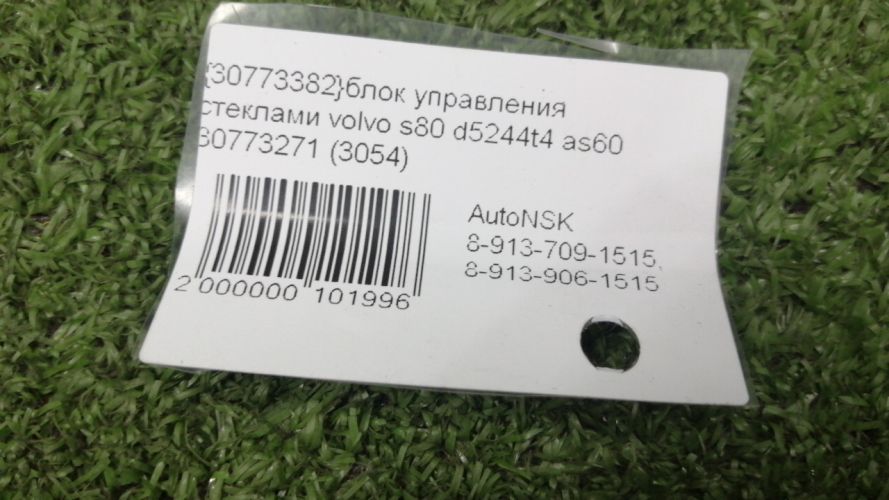 {30773382}блок управления
стеклами volvo s80 d5244t4 as60
30773271 (3054)
AutoNSK
8-913-709-1515,
8-913-906-1515
2 000000 101996